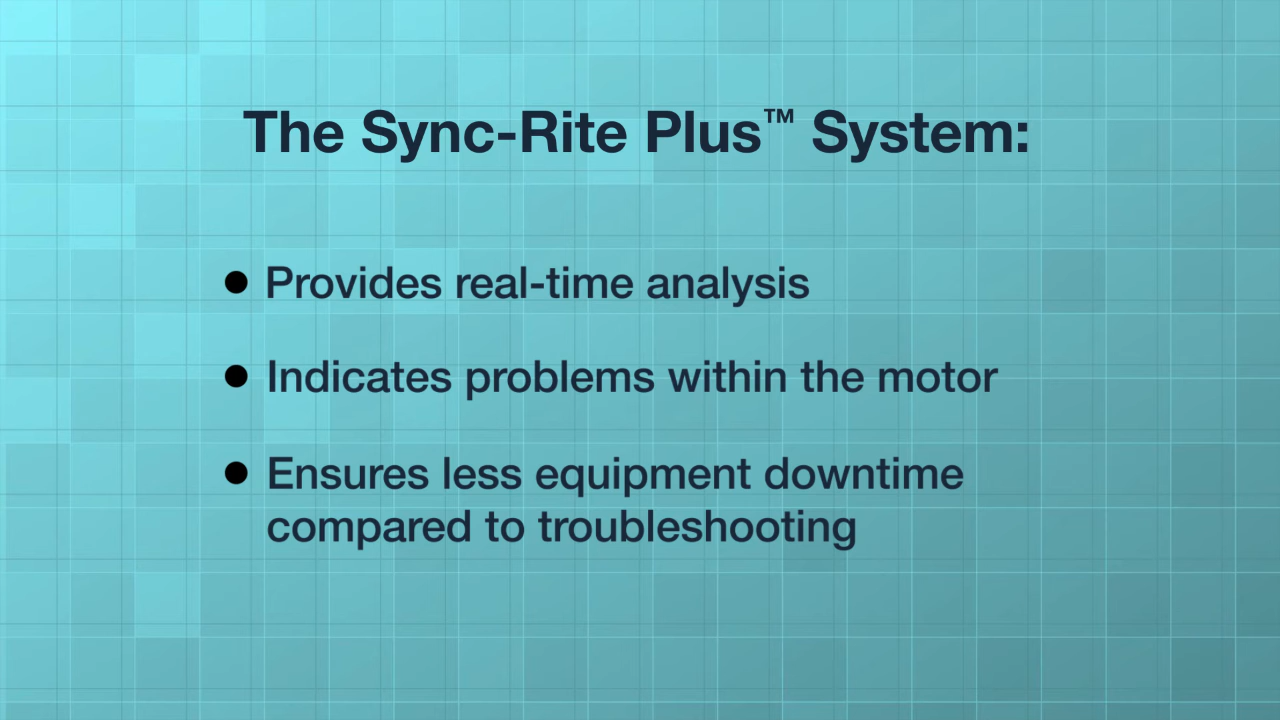 The Sync-Rite Plus™ System:
● Provides real-time analysis
● Indicates problems within the motor
● Ensures less equipment downtime
compared to troubleshooting